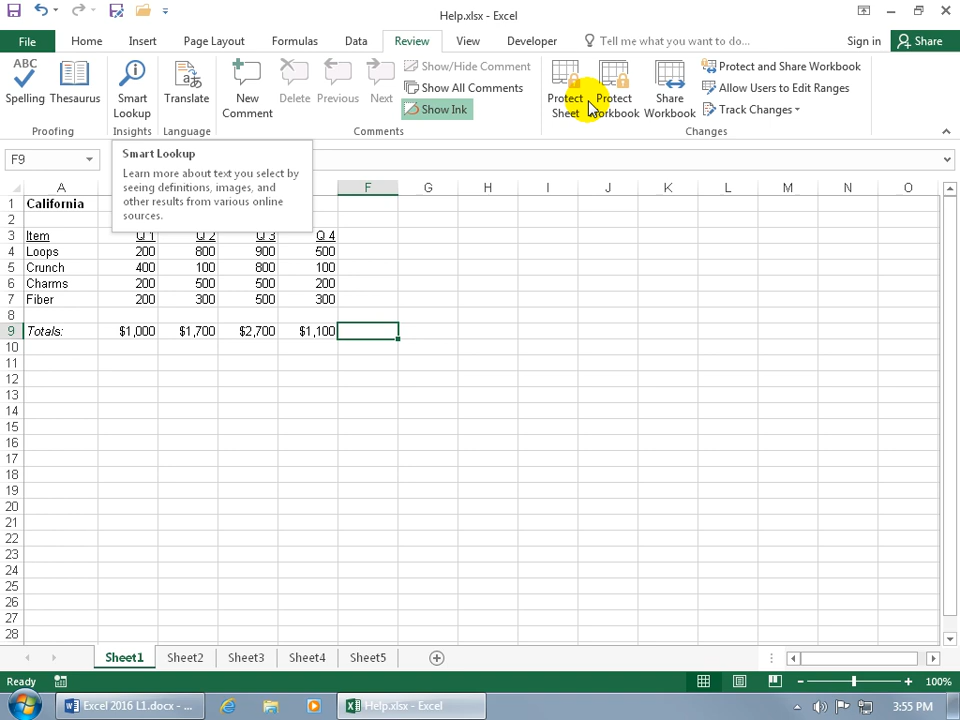 Help.xlsx - Excel
File Home Insert Page Layout Formulas Data Review View Developer Tell me what you want to do... Sign in Share
ABC
Spelling Thesaurus
Smart Lookup
Translate
New Comment
Delete Previous Next
Show/Hide Comment
Show All Comments
Show Ink
Protect Sheet
Protect Workbook
Share Workbook
Protect and Share Workbook
Allow Users to Edit Ranges
Track Changes
Proofing Insights Language Comments Changes
F9
Smart Lookup
Learn more about text you select by
seeing definitions, images, and
other results from various online
sources.
A F G H I J K L M N O
1 California
2
3 Item Q 1 Q 2 Q 3 Q 4
4 Loops 200 800 900 500
5 Crunch 400 100 800 100
6 Charms 200 500 500 200
7 Fiber 200 300 500 300
8
9 Totals: $1,000 $1,700 $2,700 $1,100
10
11
12
13
14
15
16
17
18
19
20
21
22
23
24
25
26
27
28
Sheet1 Sheet2 Sheet3 Sheet4 Sheet5
Ready 100%
Excel 2016 L1.docx - ... Help.xlsx - Excel 3:55 PM